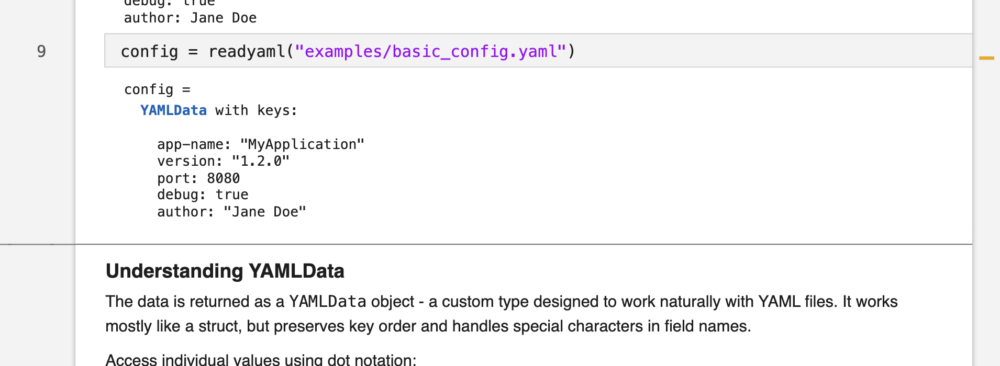 debug: true
author: Jane Doe
9
config = readyaml("examples/basic_config.yaml")
config =
YAMLData with keys:
app-name: "MyApplication"
version: "1.2.0"
port: 8080
debug: true
author: "Jane Doe"
Understanding YAMLData
The data is returned as a YAMLData object - a custom type designed to work naturally with YAML files. It works
mostly like a struct, but preserves key order and handles special characters in field names.
Access individual values using dot notation: